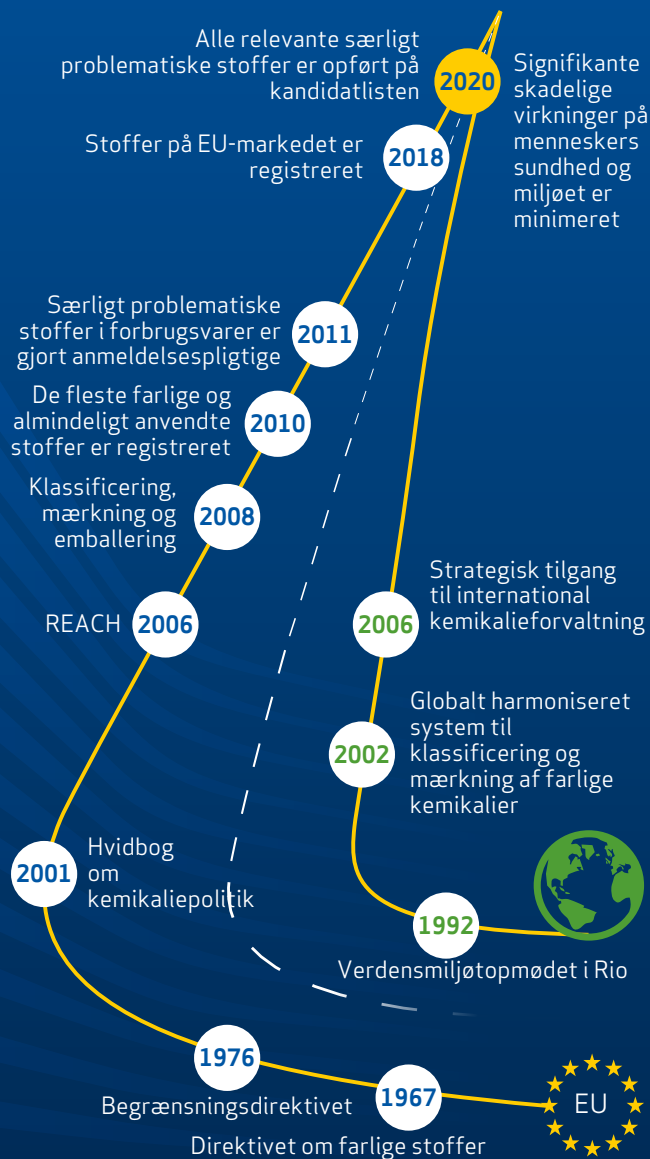 Alle relevante særligt
problematiske stoffer er opført på
kandidatlisten
2020
Signifikante
skadelige
virkninger på
menneskers
sundhed og
miljøet er
minimeret
Stoffer på EU-markedet er
registreret
2018
Særligt problematiske
stoffer i forbrugsvarer er
gjort anmeldelsespligtige
2011
De fleste farlige og
almindeligt anvendte
stoffer er registreret
2010
Klassificering,
mærkning og
emballering
2008
REACH
2006
2006
Strategisk tilgang
til international
kemikalieforvaltning
2002
Globalt harmoniseret
system til
klassificering og
mærkning af farlige
kemikalier
2001
Hvidbog
om
kemikaliepolitik
1992
Verdensmiljøtopmødet i Rio
1976
Begrænsningsdirektivet
1967
Direktivet om farlige stoffer
EU